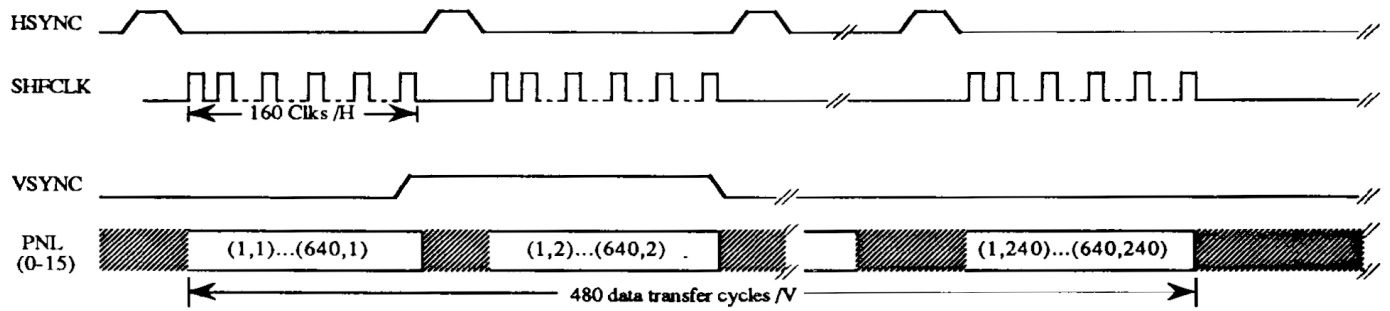 HSYNC
SHFCLK
160 Clks /H
VSYNC
PNL
(0-15)
(1,1)...(640,1)
(1,2)...(640,2)
(1,240)...(640,240)
480 data transfer cycles /V